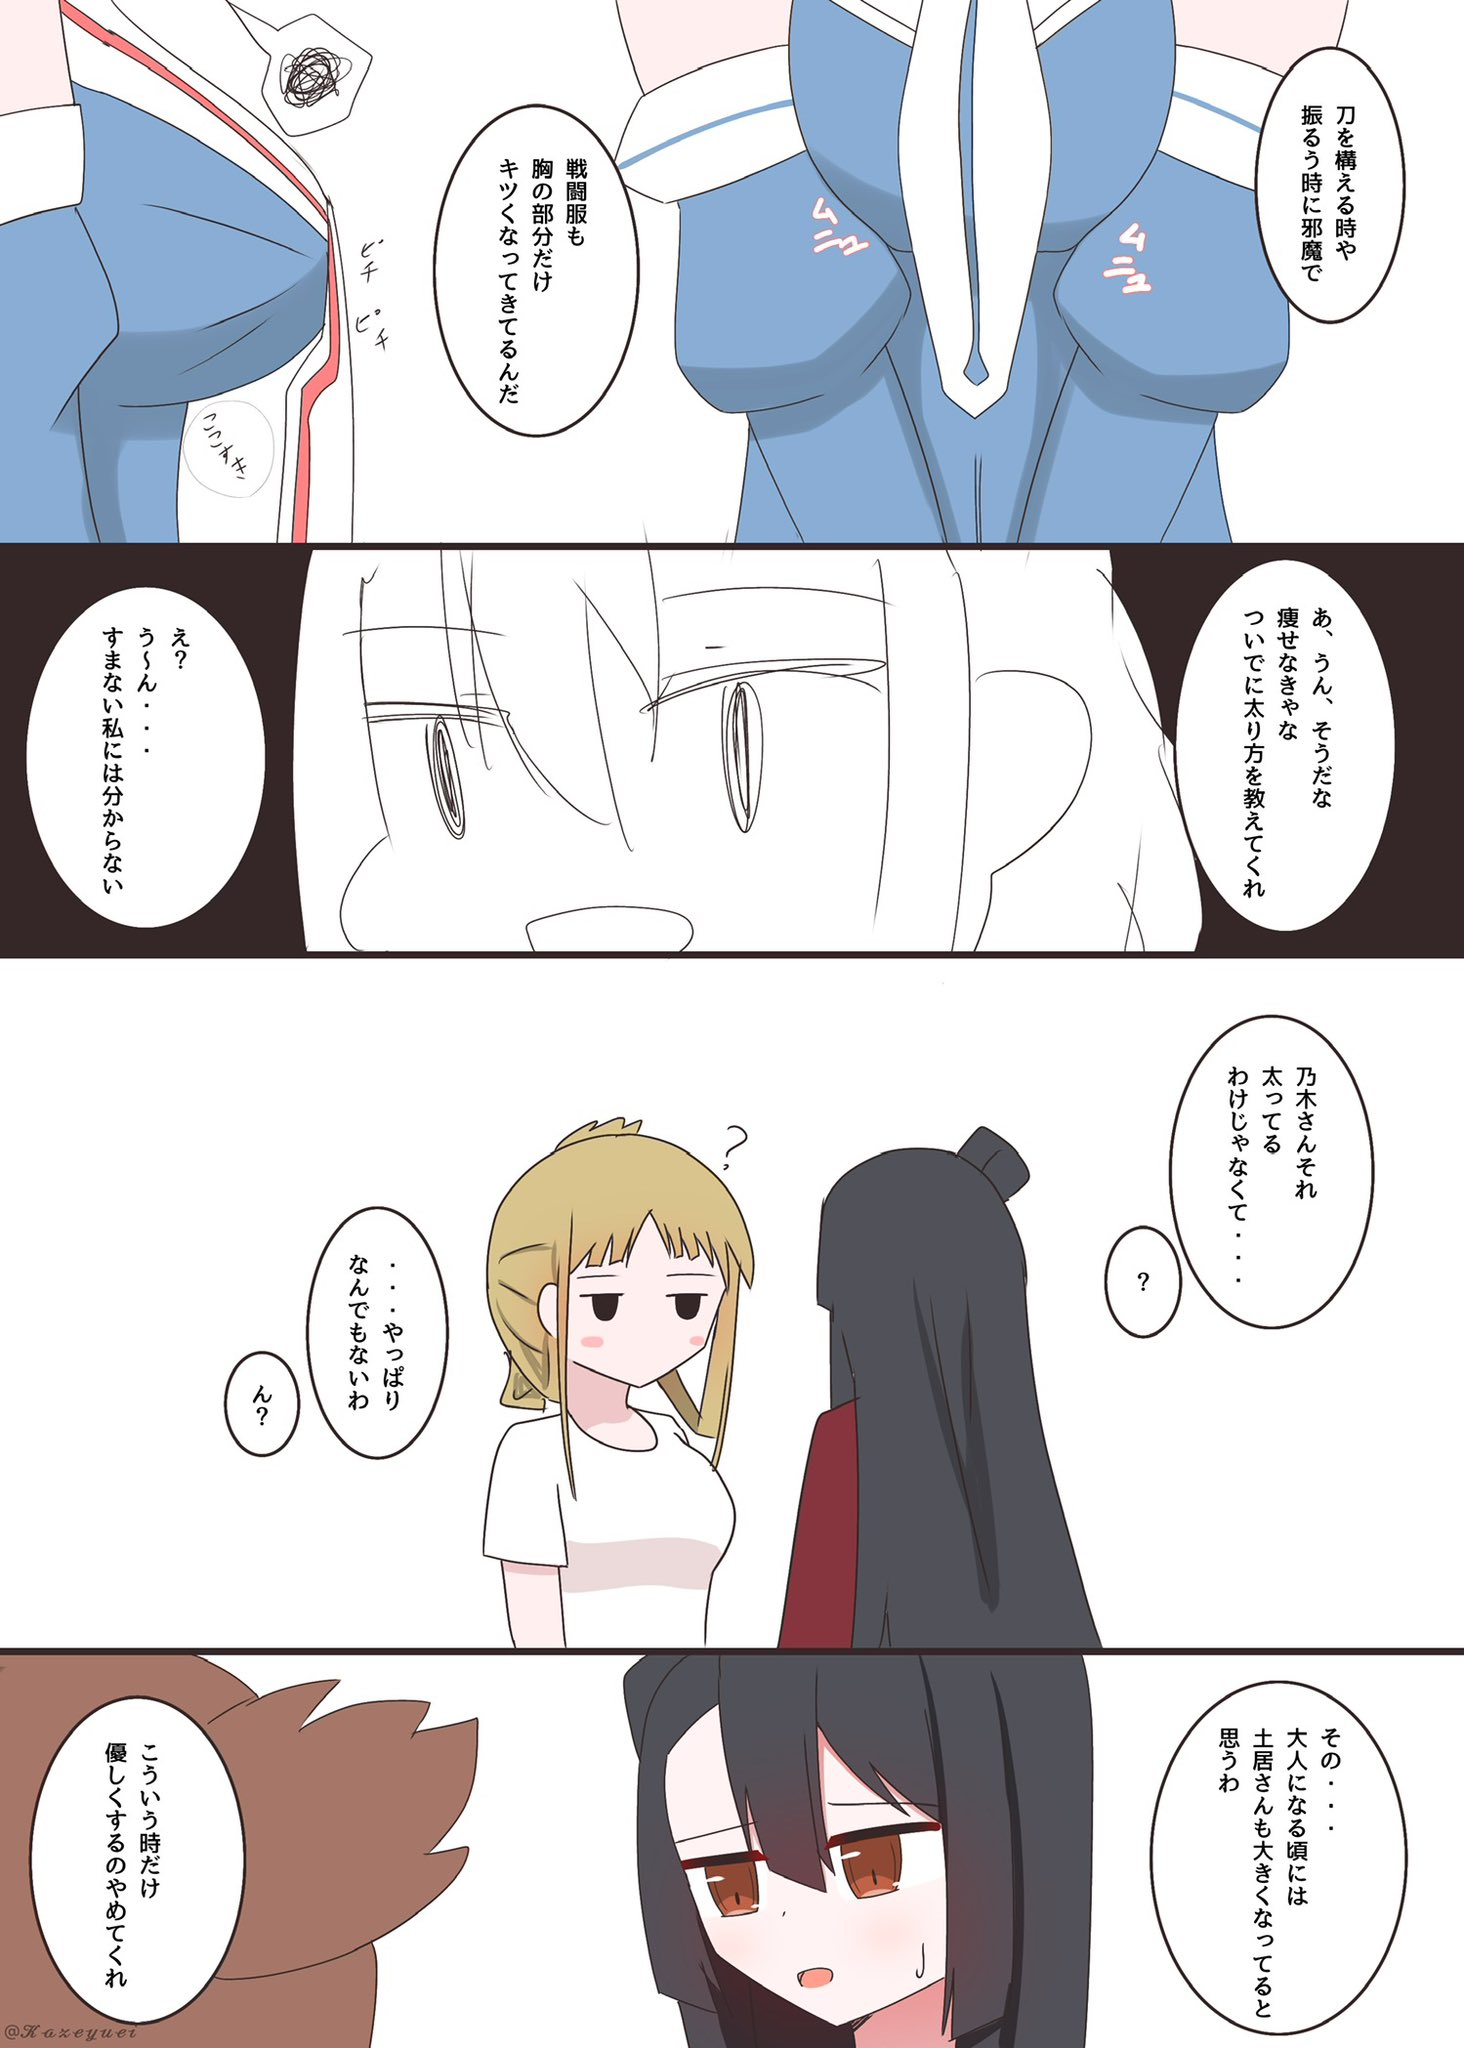 刀を構える時や
振るう時に邪魔で
ムニュ
ムニュ
戦闘服も
胸の部分だけ
キツくなってきてるんだ
ピチ
ピチ
ここすき
あ、うん、そうだな
痩せなきゃな
ついでに太り方を教えてくれ
え?
う〜ん・・・
すまない私には分からない
乃木さんそれ
太ってる
わけじゃなくて・・・・
?
?
・・・やっぱり
なんでもないわ
ん?
その・・・
大人になる頃には
土居さんも大きくなってると
思うわ
こういう時だけ
優しくするのやめてくれ
@Kazeyuei